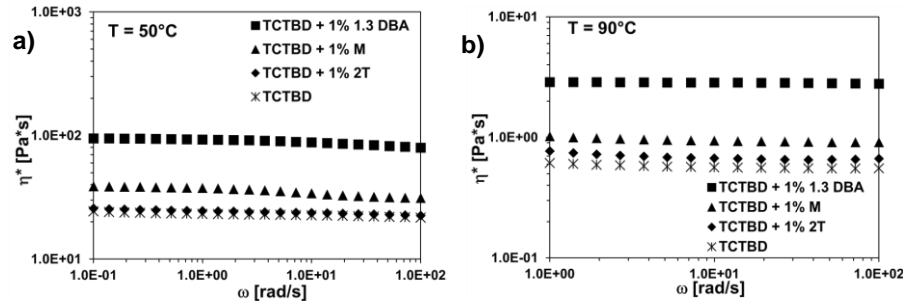 a)
T = 50°C
TCTBD + 1% 1.3 DBA
TCTBD + 1% M
TCTBD + 1% 2T
TCTBD
1.0E+03
1.0E+02
1.0E+01
η* [Pa*s]
1.0E-01
1.0E+00
1.0E+01
1.0E+02
ω [rad/s]
b)
T = 90°C
1.0E+01
1.0E+00
1.0E-01
η* [Pa*s]
TCTBD + 1% 1.3 DBA
TCTBD + 1% M
TCTBD + 1% 2T
TCTBD
1.0E+00
1.0E+01
1.0E+02
ω [rad/s]